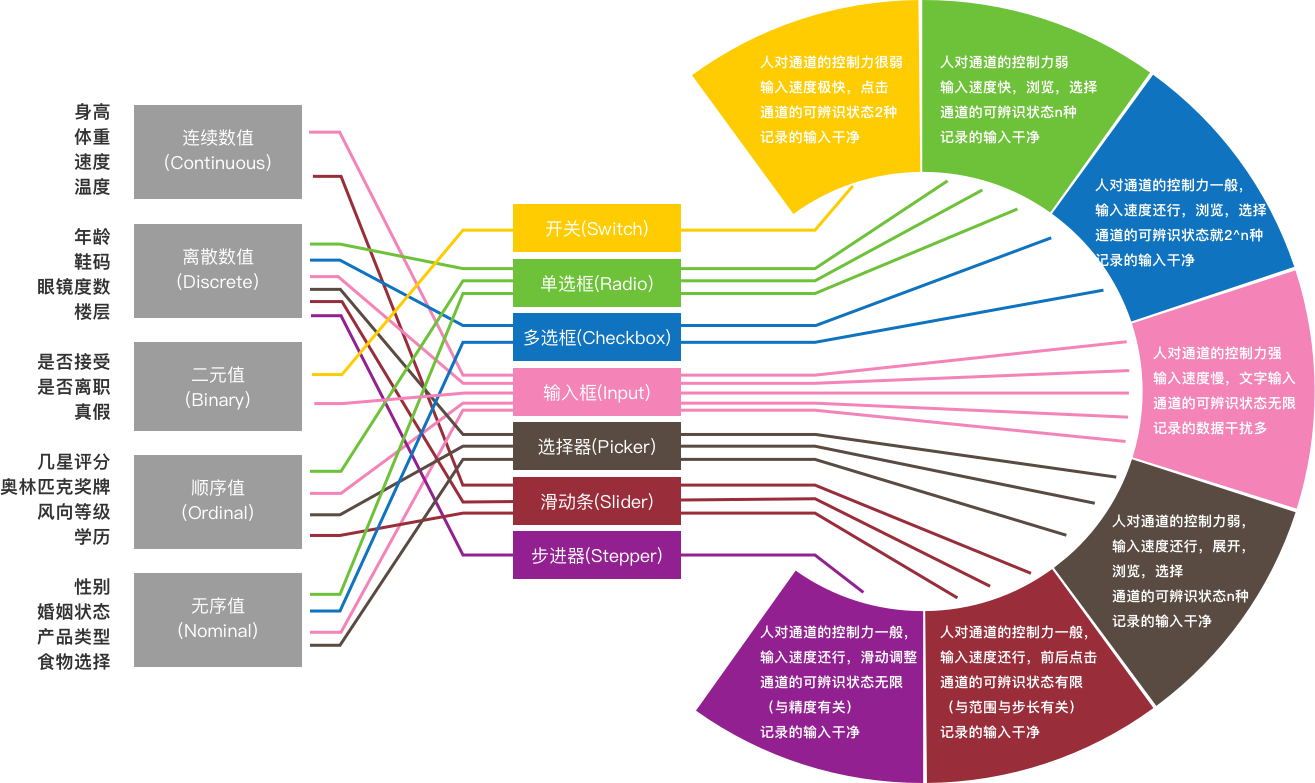 身高
体重
速度
温度
连续数值
(Continuous)
年龄
鞋码
眼镜度数
楼层
离散数值
(Discrete)
是否接受
是否离职
真假
二元值
(Binary)
几星评分
奥林匹克奖牌
风向等级
学历
顺序值
(Ordinal)
性别
婚姻状态
产品类型
食物选择
无序值
(Nominal)
开关(Switch)
单选框(Radio)
多选框(Checkbox)
输入框(Input)
选择器(Picker)
滑动条(Slider)
步进器(Stepper)
人对通道的控制力很弱
输入速度极快，点击
通道的可辨识状态2种
记录的输入干净
人对通道的控制力弱
输入速度快，浏览，选择
通道的可辨识状态n种
记录的输入干净
人对通道的控制力一般，
输入速度还行，浏览，选择
通道的可辨识状态就2^n种
记录的输入干净
人对通道的控制力强
输入速度慢，文字输入
通道的可辨识状态无限
记录的数据干扰多
人对通道的控制力弱，
输入速度还行，展开，
浏览，选择
通道的可辨识状态n种
记录的输入干净
人对通道的控制力一般，
输入速度还行，前后点击
通道的可辨识状态有限
（与范围与步长有关）
记录的输入干净
人对通道的控制力一般，
输入速度还行，滑动调整
通道的可辨识状态无限
（与精度有关）
记录的输入干净